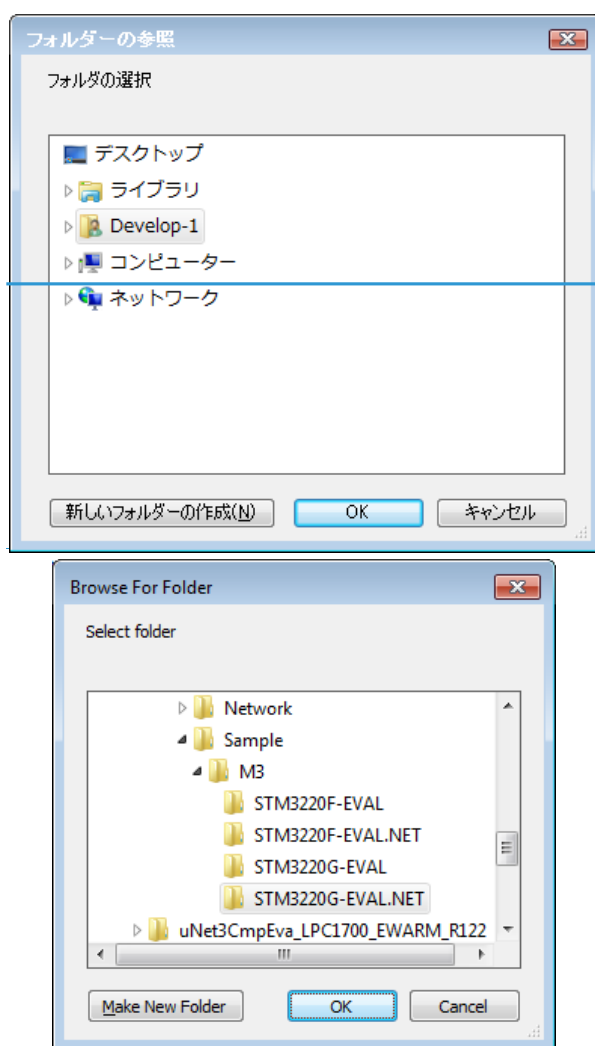 フォルダーの参照
フォルダの選択
デスクトップ
ライブラリ
Develop-1
コンピューター
ネットワーク
新しいフォルダーの作成(N) OK キャンセル
Browse For Folder
Select folder
Network
Sample
M3
STM3220F-EVAL
STM3220F-EVAL.NET
STM3220G-EVAL
STM3220G-EVAL.NET
uNet3CmpEva_LPC1700_EWARM_R122
Make New Folder OK Cancel